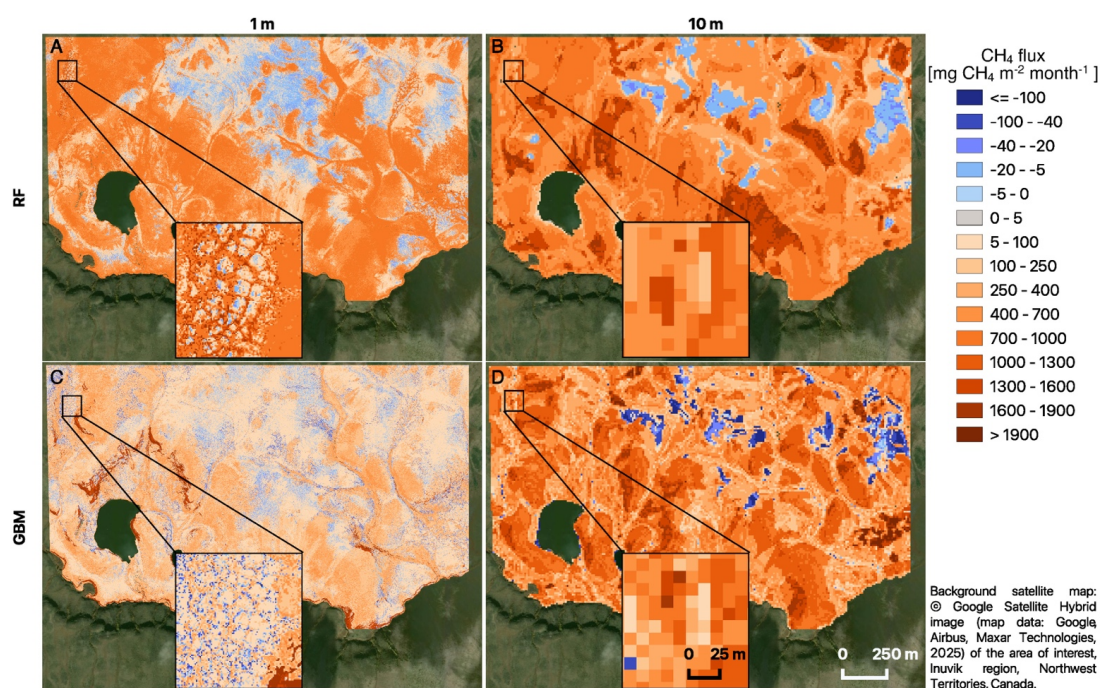 1 m
10 m
A
B
C
D
RF
GBM
CH₄ flux
[mg CH₄ m⁻² month⁻¹ ]
<= -100
-100 - -40
-40 - -20
-20 - -5
-5 - 0
0 - 5
5 - 100
100 - 250
250 - 400
400 - 700
700 - 1000
1000 - 1300
1300 - 1600
1600 - 1900
> 1900
0 25 m
0 250 m
Background satellite map:
© Google Satellite Hybrid
image (map data: Google,
Airbus, Maxar Technologies,
2025) of the area of interest,
Inuvik region, Northwest
Territories, Canada.